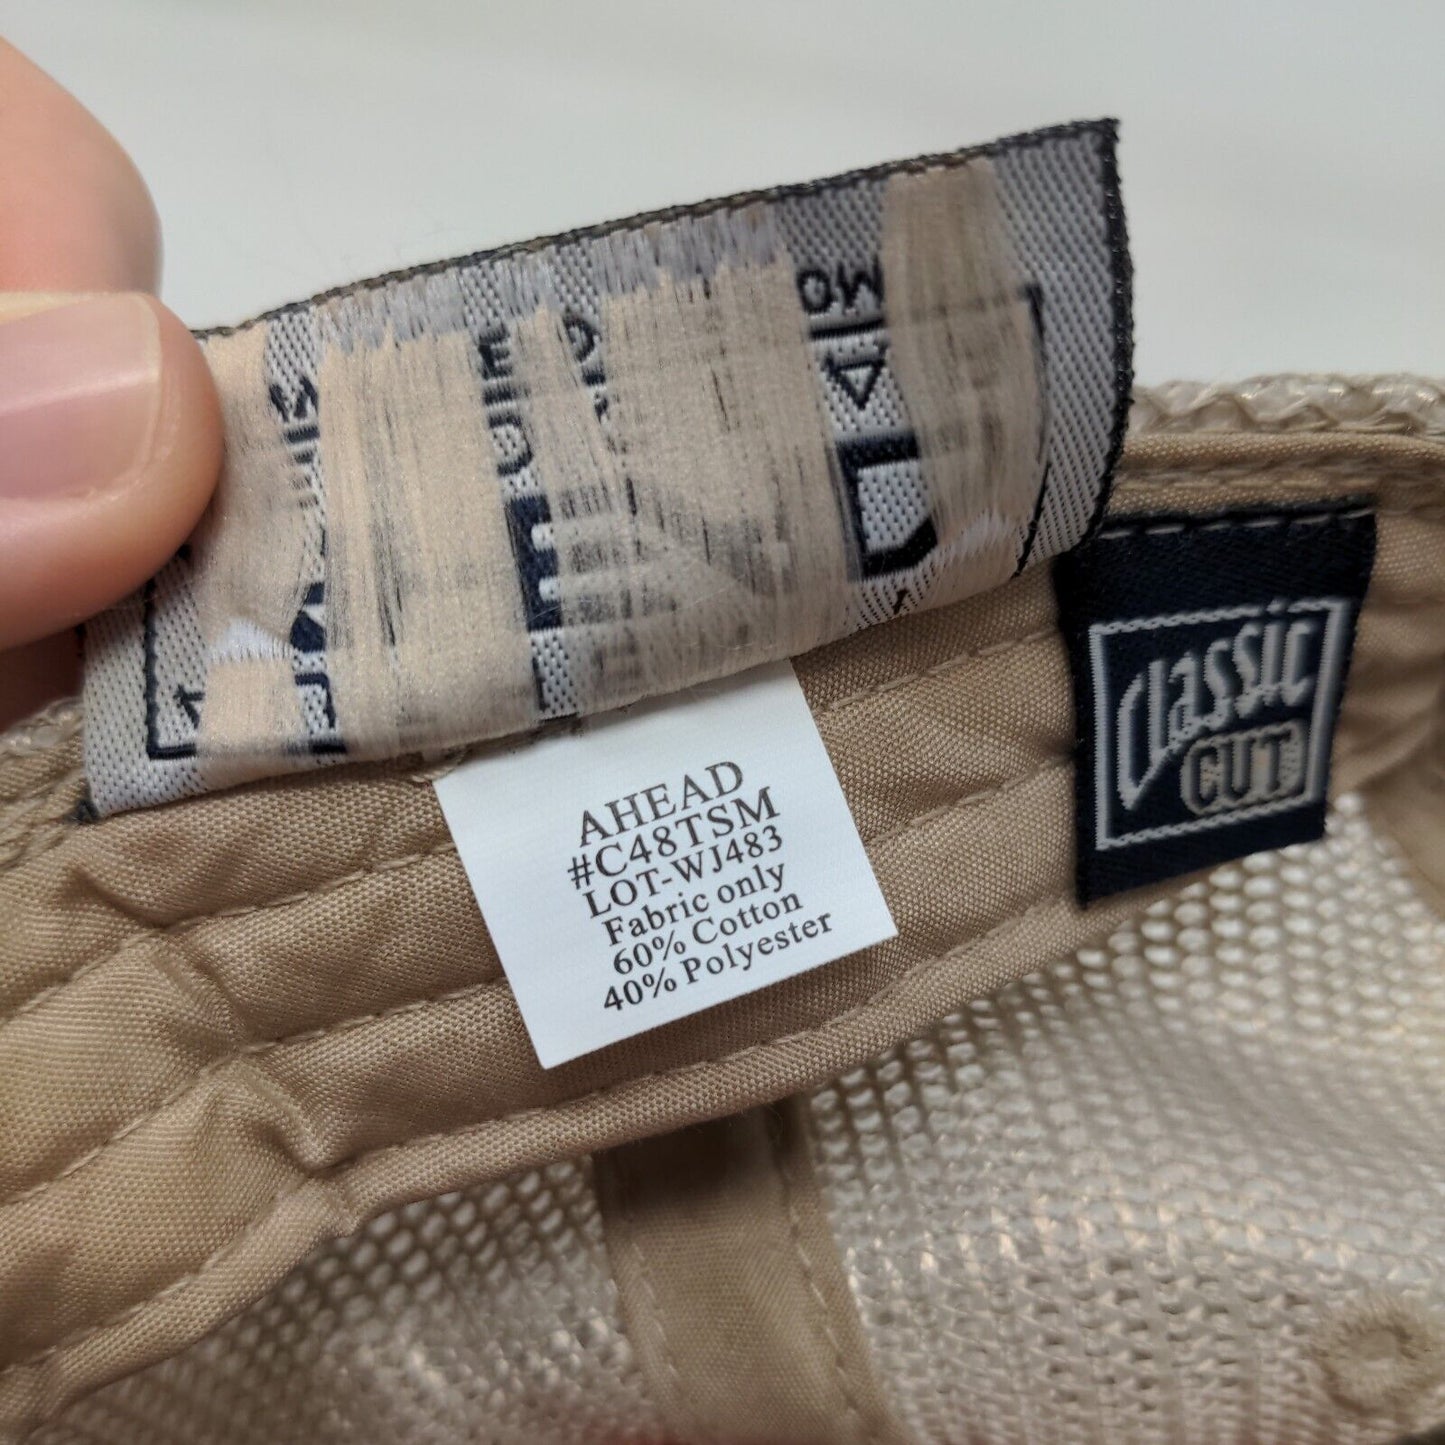 AHEAD
#C48TSM
LOT-WJ483
Fabric only
60% Cotton
40% Polyester
Classic
CUT